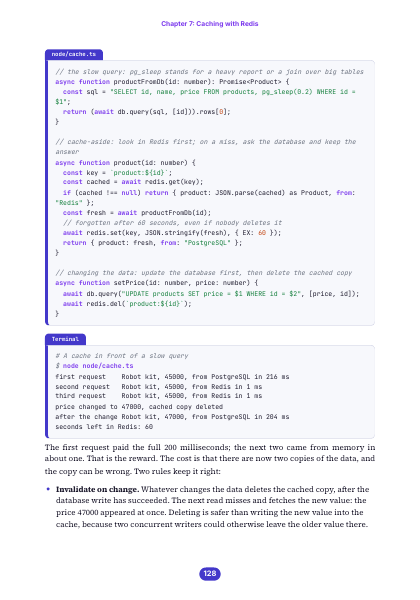 Chapter 7: Caching with Redis
node/cache.ts
// the slow query: pg_sleep stands for a heavy report or a join over big tables
async function productFromDb(id: number): Promise<Product> {
  const sql = "SELECT id, name, price FROM products, pg_sleep(0.2) WHERE id =
$1";
  return (await db.query(sql, [id])).rows[0];
}
// cache-aside: look in Redis first; on a miss, ask the database and keep the
answer
async function product(id: number) {
  const key = `product:${id}`;
  const cached = await redis.get(key);
  if (cached !== null) return { product: JSON.parse(cached) as Product, from:
"Redis" };
  const fresh = await productFromDb(id);
  // forgotten after 60 seconds, even if nobody deletes it
  await redis.set(key, JSON.stringify(fresh), { EX: 60 });
  return { product: fresh, from: "PostgreSQL" };
}
// changing the data: update the database first, then delete the cached copy
async function setPrice(id: number, price: number) {
  await db.query("UPDATE products SET price = $1 WHERE id = $2", [price, id]);
  await redis.del(`product:${id}`);
}
Terminal
# A cache in front of a slow query
$ node node/cache.ts
first request    Robot kit, 45000, from PostgreSQL in 216 ms
second request   Robot kit, 45000, from Redis in 1 ms
third request    Robot kit, 45000, from Redis in 1 ms
price changed to 47000, cached copy deleted
after the change Robot kit, 47000, from PostgreSQL in 204 ms
seconds left in Redis: 60
The first request paid the full 200 milliseconds; the next two came from memory in
about one. That is the reward. The cost is that there are now two copies of the data, and
the copy can be wrong. Two rules keep it right:
• Invalidate on change. Whatever changes the data deletes the cached copy, after the
database write has succeeded. The next read misses and fetches the new value: the
price 47000 appeared at once. Deleting is safer than writing the new value into the
cache, because two concurrent writers could otherwise leave the older value there.
128